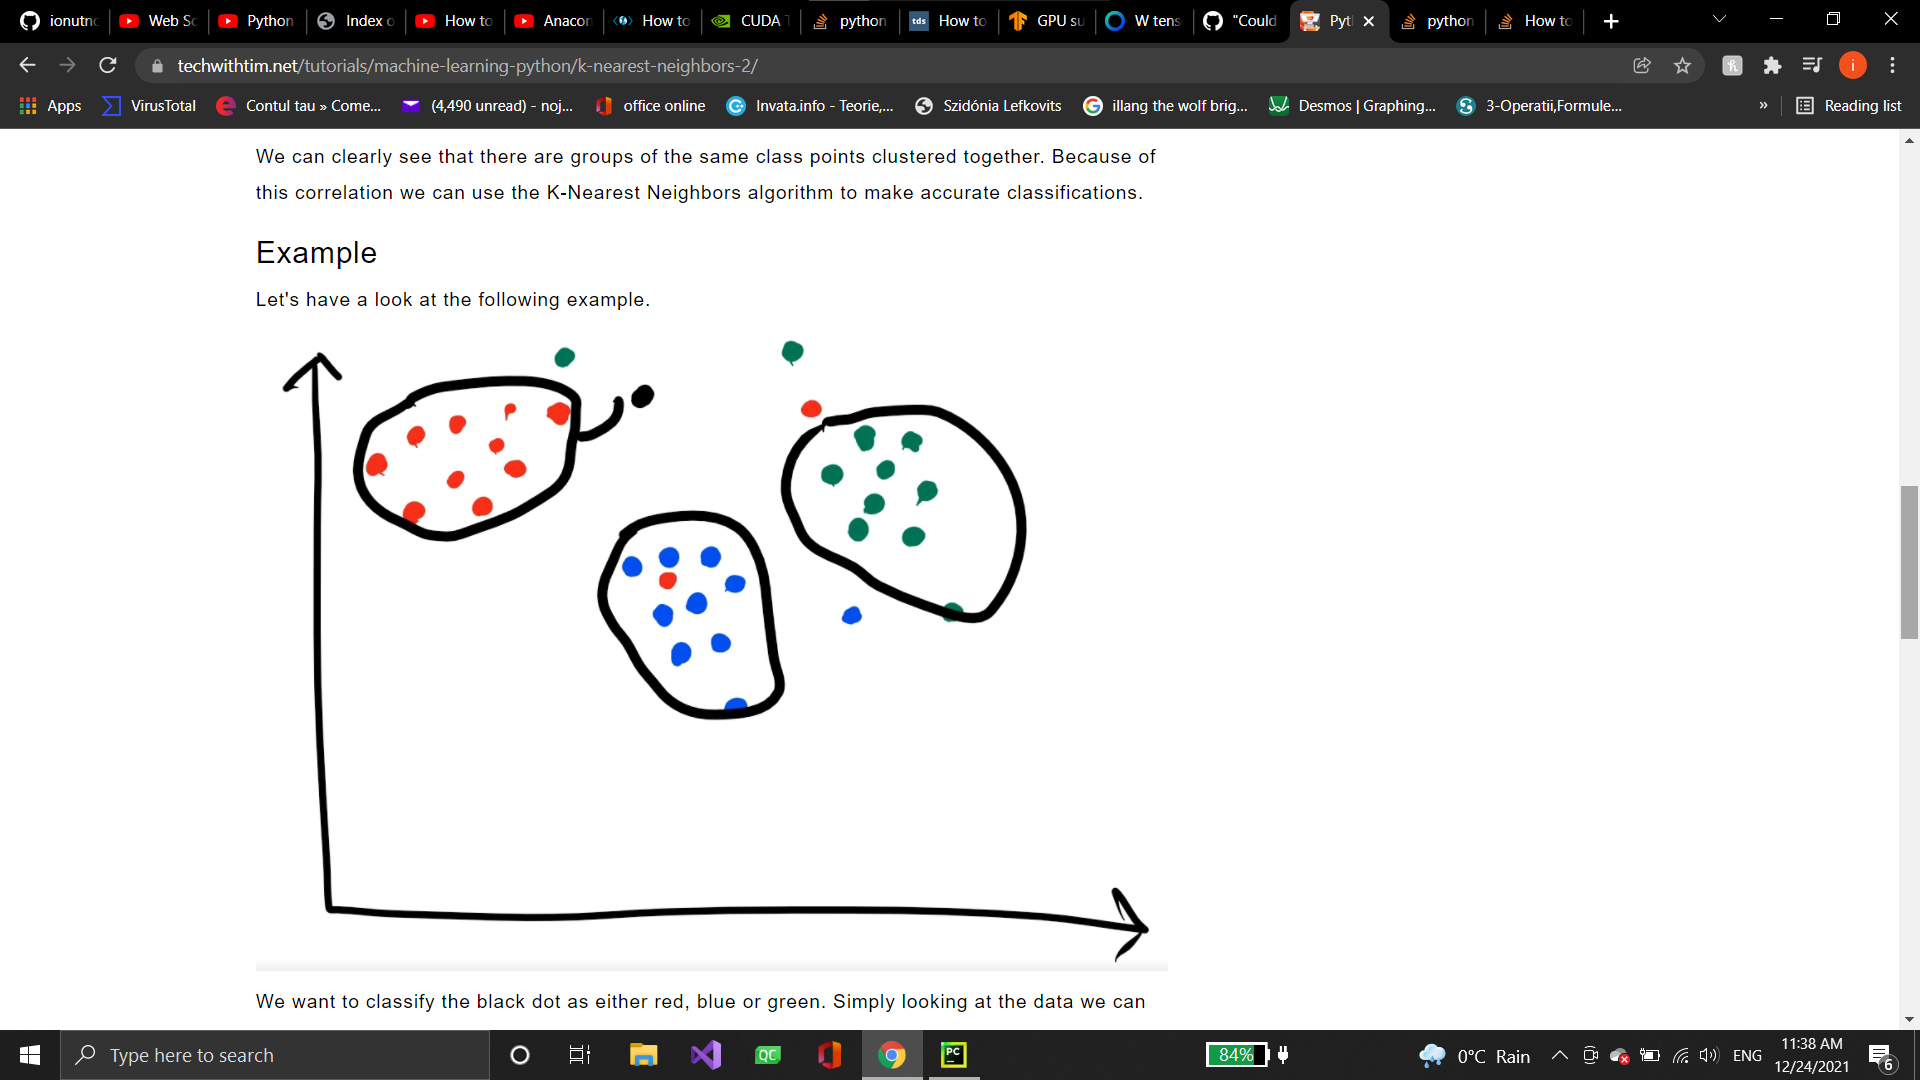 ionutnc
Web Sc
Python
Index o
How to
Anacon
How to
CUDA T
python
How to
GPU su
W tens
"Could
Pyth
python
How to
techwithtim.net/tutorials/machine-learning-python/k-nearest-neighbors-2/
Apps
VirusTotal
Contul tau » Come...
(4,490 unread) - noj...
office online
Invata.info - Teorie,...
Szidónia Lefkovits
illang the wolf brig...
Desmos | Graphing...
3-Operatii,Formule...
»
Reading list
We can clearly see that there are groups of the same class points clustered together. Because of
this correlation we can use the K-Nearest Neighbors algorithm to make accurate classifications.
Example
Let's have a look at the following example.
We want to classify the black dot as either red, blue or green. Simply looking at the data we can
Type here to search
84%
0°C Rain
ENG
11:38 AM
12/24/2021
6